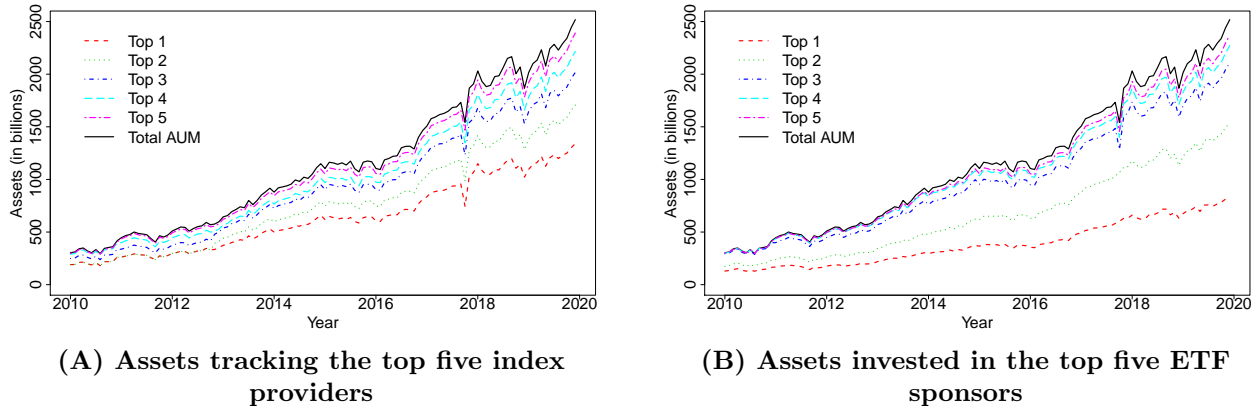 Assets (in billions)
2500
2000
1500
1000
500
0
Top 1
Top 2
Top 3
Top 4
Top 5
Total AUM
2010 2012 2014 2016 2018 2020
Year
(A) Assets tracking the top five index
providers
Assets (in billions)
2500
2000
1500
1000
500
0
Top 1
Top 2
Top 3
Top 4
Top 5
Total AUM
2010 2012 2014 2016 2018 2020
Year
(B) Assets invested in the top five ETF
sponsors